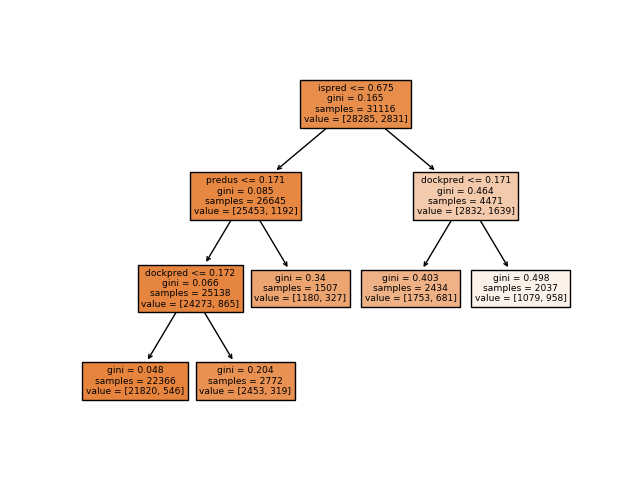 ispred <= 0.675
gini = 0.165
samples = 31116
value = [28285, 2831]
predus <= 0.171
gini = 0.085
samples = 26645
value = [25453, 1192]
dockpred <= 0.171
gini = 0.464
samples = 4471
value = [2832, 1639]
dockpred <= 0.172
gini = 0.066
samples = 25138
value = [24273, 865]
gini = 0.34
samples = 1507
value = [1180, 327]
gini = 0.403
samples = 2434
value = [1753, 681]
gini = 0.498
samples = 2037
value = [1079, 958]
gini = 0.048
samples = 22366
value = [21820, 546]
gini = 0.204
samples = 2772
value = [2453, 319]